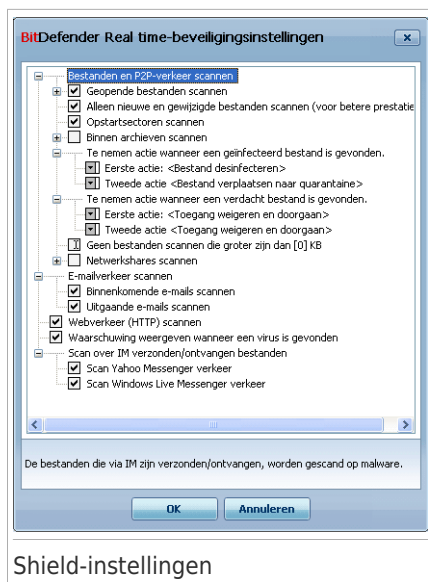 BitDefender Real time-beveiligingsinstellingen
Bestanden en P2P-verkeer scannen
Geopende bestanden scannen
Alleen nieuwe en gewijzigde bestanden scannen (voor betere prestatie
Opstartsectoren scannen
Binnen archieven scannen
Te nemen actie wanneer een geïnfecteerd bestand is gevonden.
Eerste actie: <Bestand desinfecteren>
Tweede actie <Bestand verplaatsen naar quarantaine>
Te nemen actie wanneer een verdacht bestand is gevonden.
Eerste actie: <Toegang weigeren en doorgaan>
Tweede actie <Toegang weigeren en doorgaan>
Geen bestanden scannen die groter zijn dan [0] KB
Netwerkshares scannen
E-mailverkeer scannen
Binnenkomende e-mails scannen
Uitgaande e-mails scannen
Webverkeer (HTTP) scannen
Waarschuwing weergeven wanneer een virus is gevonden
Scan over IM verzonden/ontvangen bestanden
Scan Yahoo Messenger verkeer
Scan Windows Live Messenger verkeer
De bestanden die via IM zijn verzonden/ontvangen, worden gescand op malware.
OK Annuleren
Shield-instellingen